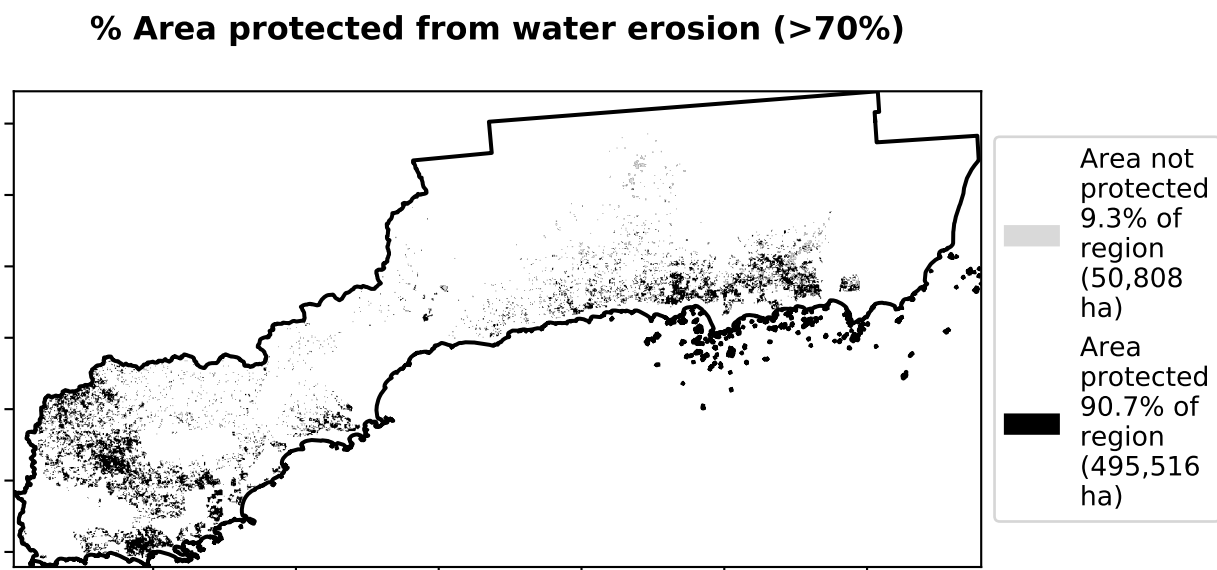 % Area protected from water erosion (>70%)
Area not
protected
9.3% of
region
(50,808
ha)
Area
protected
90.7% of
region
(495,516
ha)